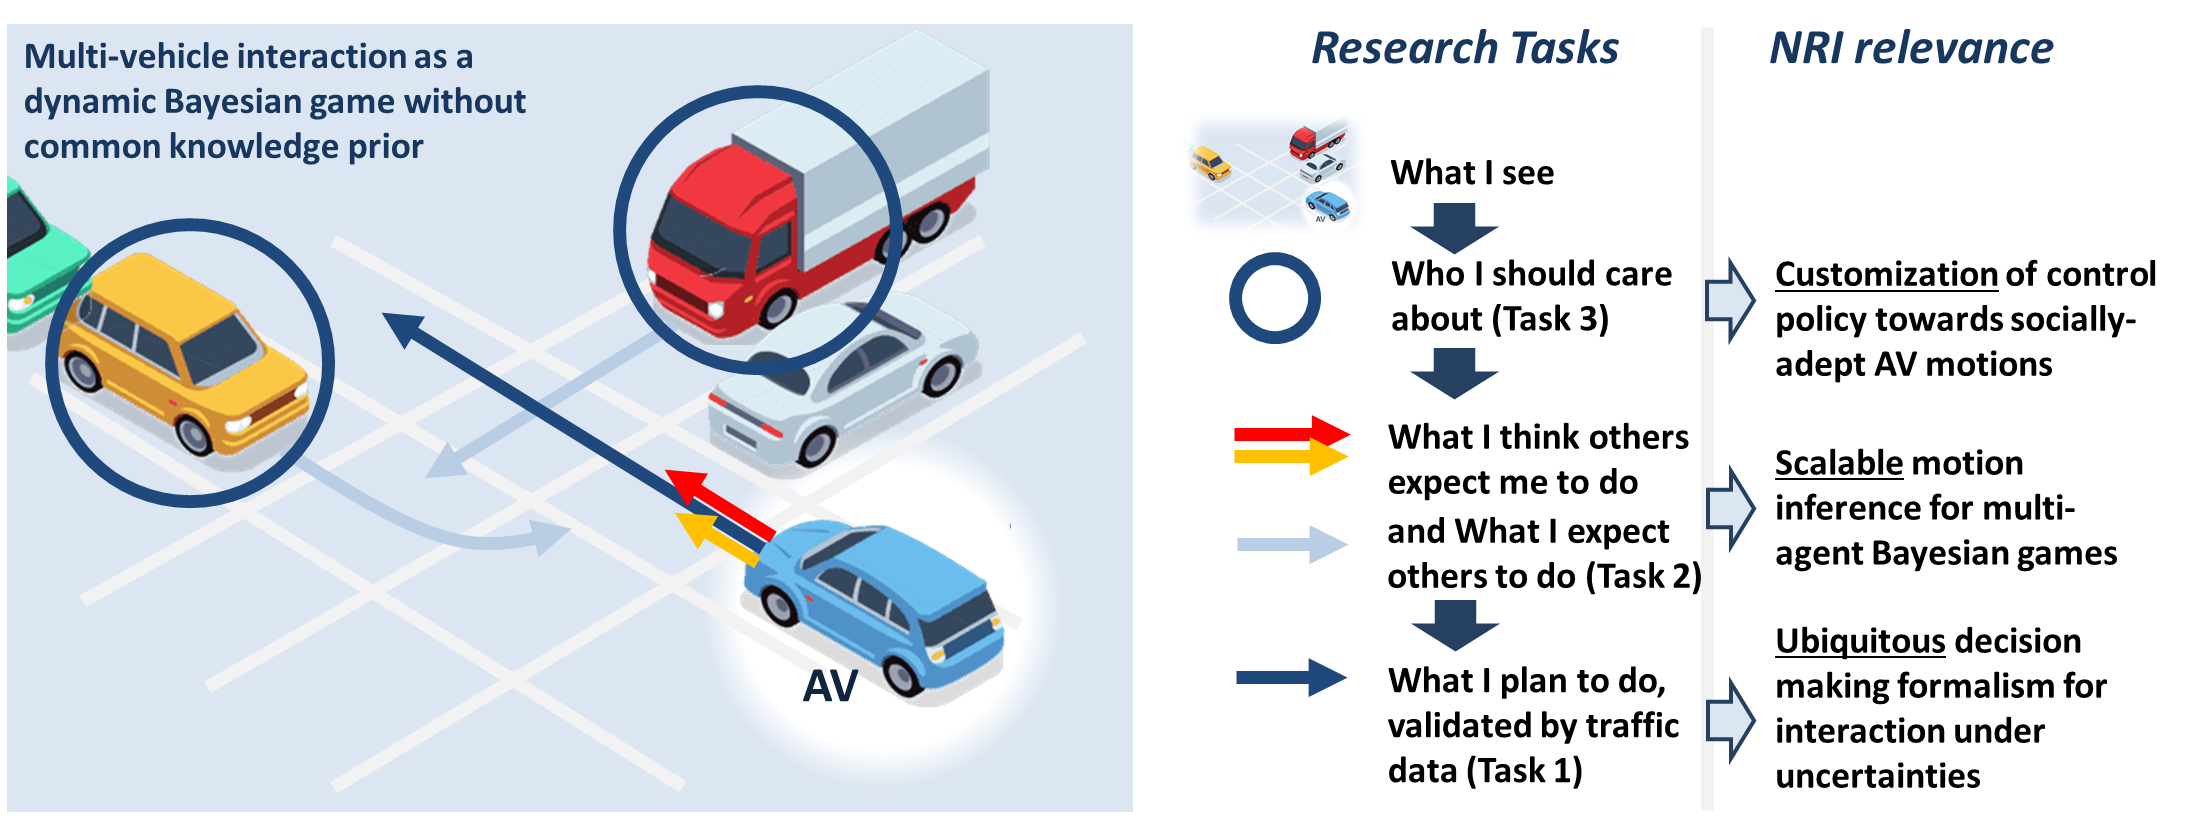 Multi-vehicle interaction as a
dynamic Bayesian game without
common knowledge prior
AV
Research Tasks
NRI relevance
AV
What I see
Who I should care
about (Task 3)
Customization of control
policy towards socially-
adept AV motions
What I think others
expect me to do
and What I expect
others to do (Task 2)
Scalable motion
inference for multi-
agent Bayesian games
What I plan to do,
validated by traffic
data (Task 1)
Ubiquitous decision
making formalism for
interaction under
uncertainties